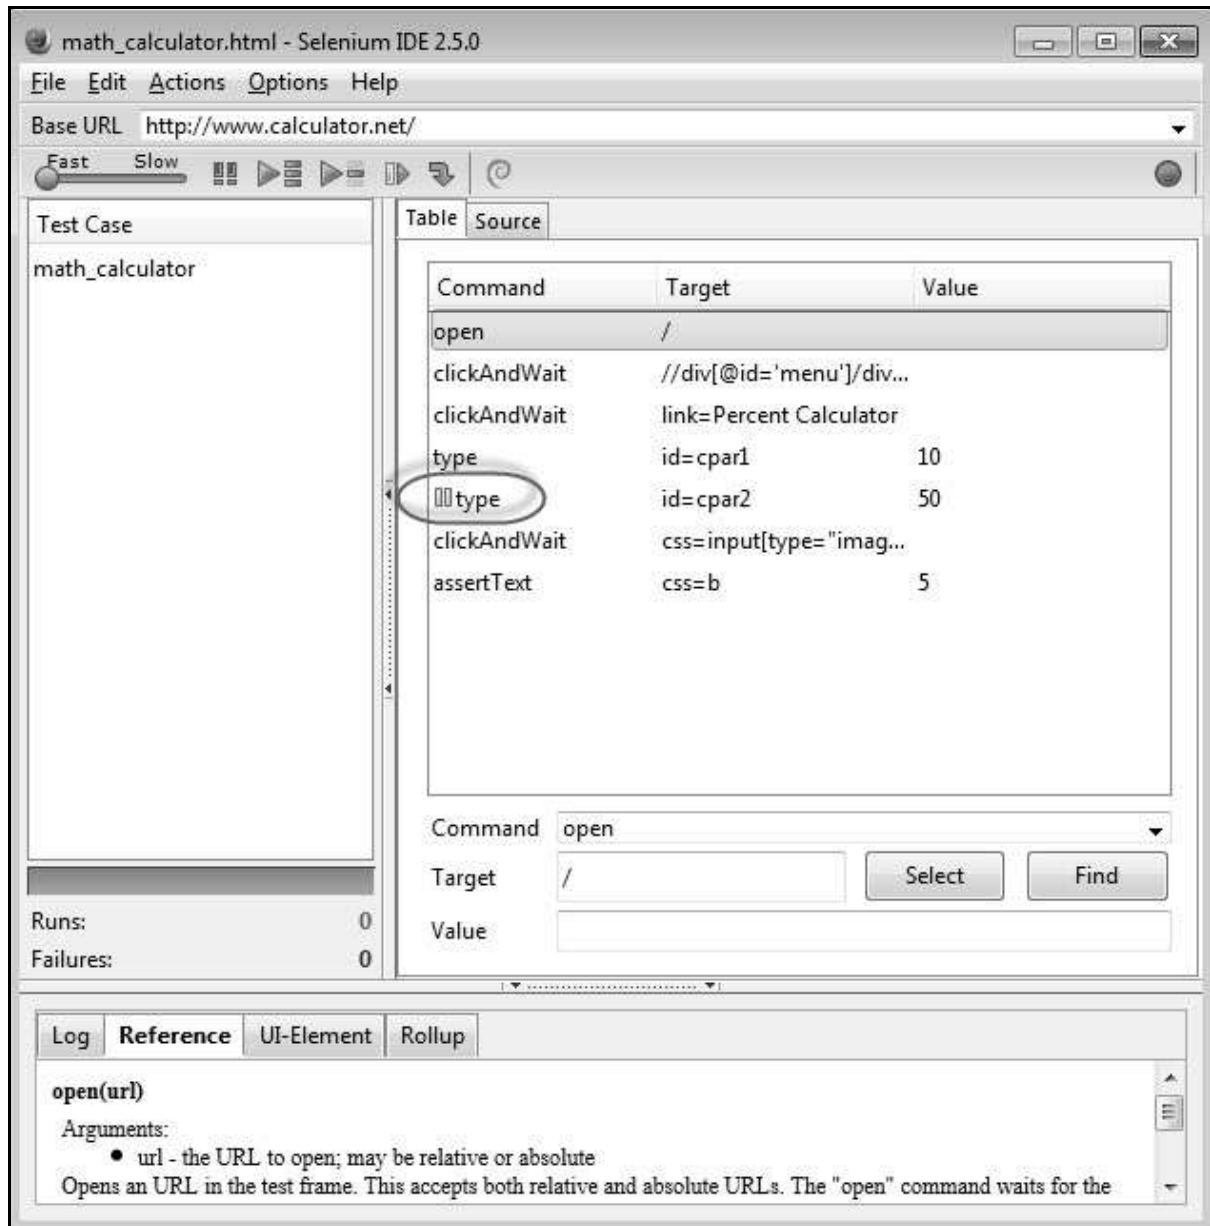 math_calculator.html - Selenium IDE 2.5.0
File Edit Actions Options Help
Base URL http://www.calculator.net/
Fast Slow
Test Case
math_calculator
Runs: 0
Failures: 0
Table Source
Command Target Value
open /
clickAndWait //div[@id='menu']/div...
clickAndWait link=Percent Calculator
type id=cpar1 10
type id=cpar2 50
clickAndWait css=input[type="imag...
assertText css=b 5
Command open
Target / Select Find
Value
Log Reference UI-Element Rollup
open(url)
Arguments:
• url - the URL to open; may be relative or absolute
Opens an URL in the test frame. This accepts both relative and absolute URLs. The "open" command waits for the